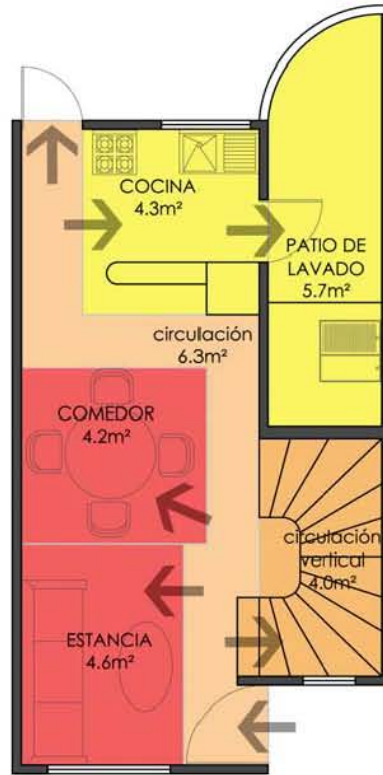 COCINA
4.3m²
PATIO DE
LAVADO
5.7m²
circulación
6.3m²
COMEDOR
4.2m²
circulación
vertical
4.0m²
ESTANCIA
4.6m²